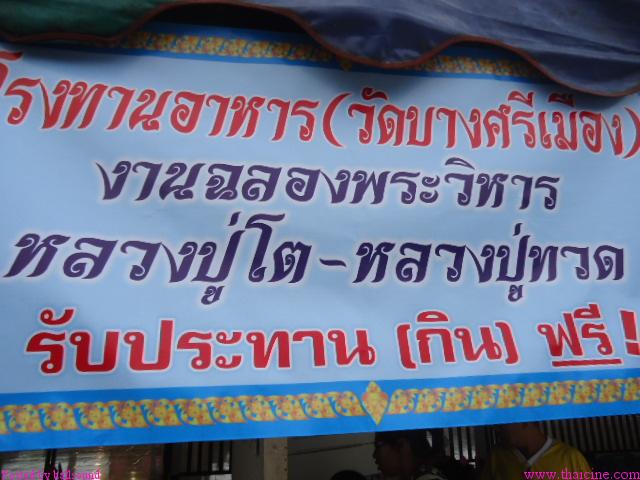 โรงทานอาหาร(วัดบางศรีเมือง)
งานฉลองพระวิหาร
หลวงปู่โต-หลวงปู่ทวด
รับประทาน (กิน) ฟรี!
www.thaicine.com